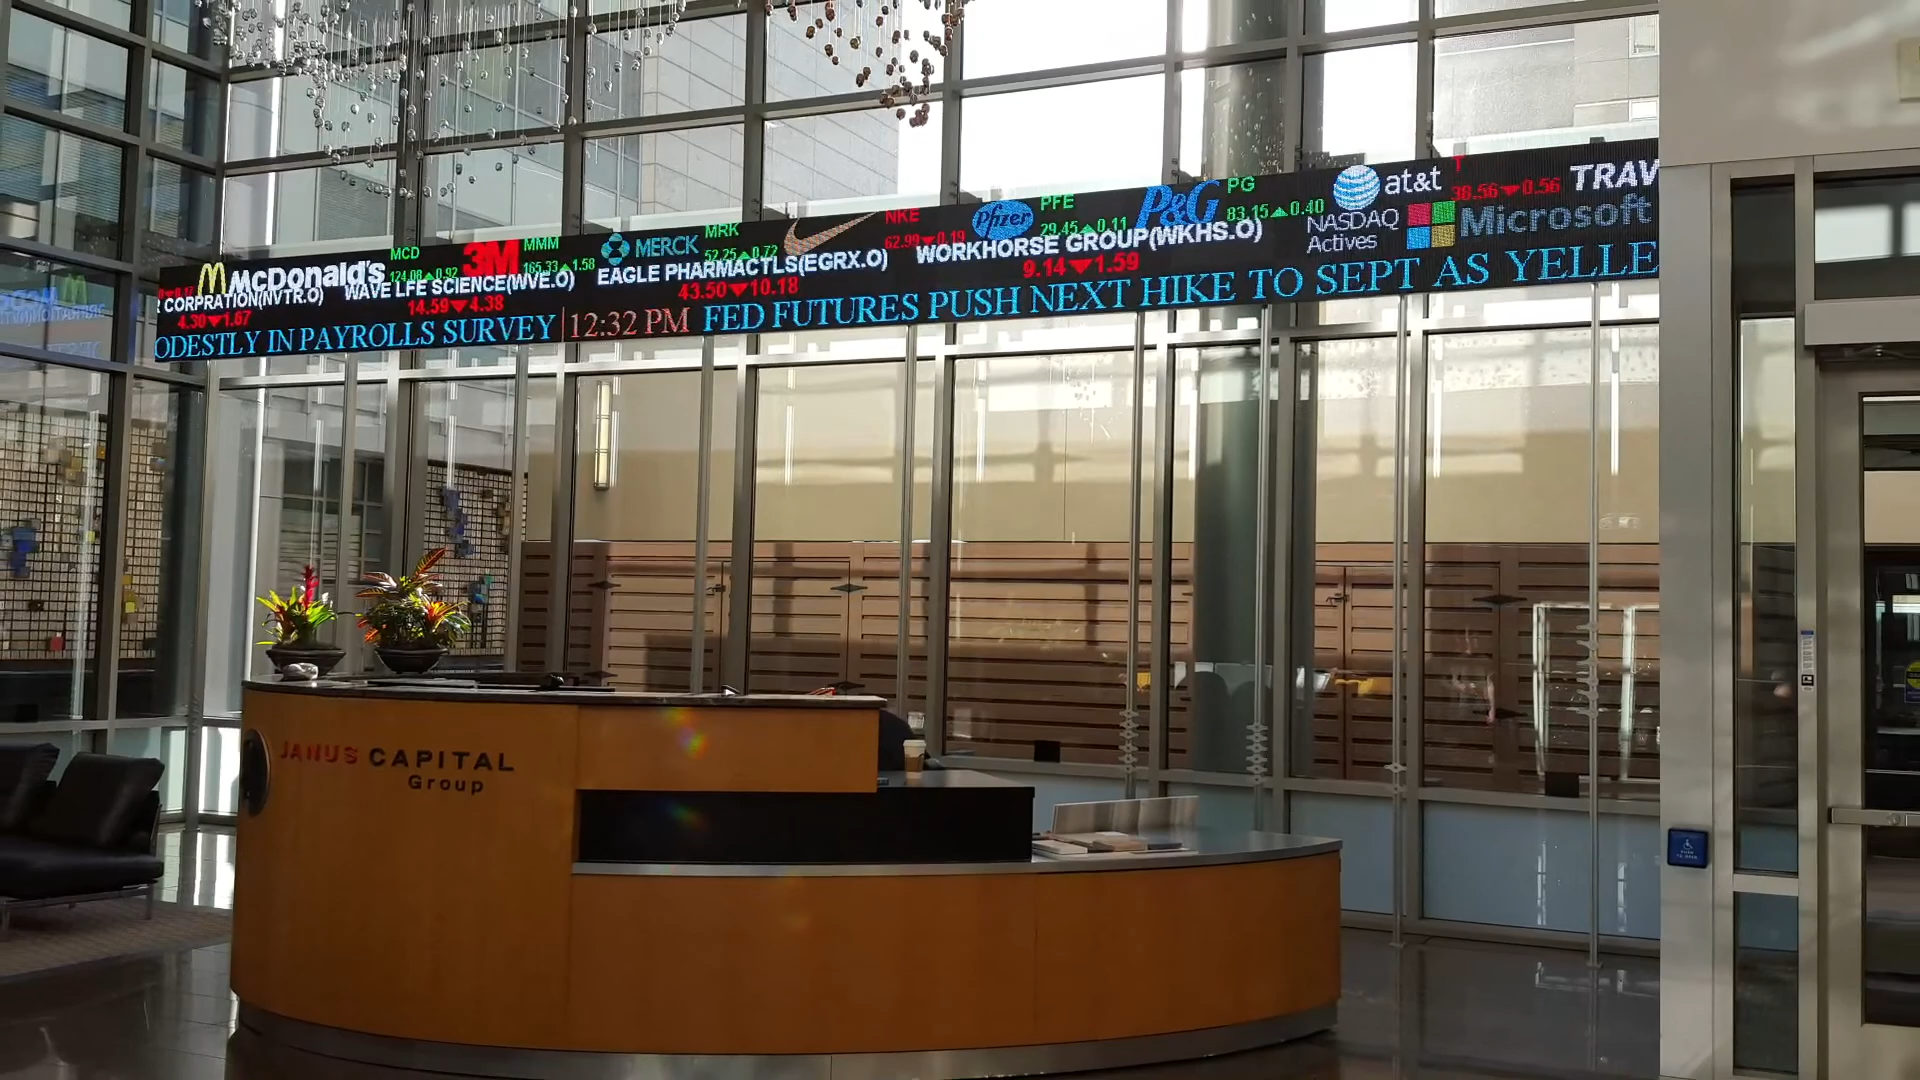 McDonald's MCD 124.08▲0.92 3M MMM 165.33▲1.58 MERCK MRK 52.25▲0.72 NKE 62.99▼0.19 Pfizer PFE 29.45▲0.11 P&G PG 83.15▲0.40 at&t T 38.56▼0.56 TRAV
CORPRATION(NVTR.O) WAVE LFE SCIENCE(WVE.O) EAGLE PHARMACTLS(EGRX.O) WORKHORSE GROUP(WKHS.O) NASDAQ Actives Microsoft
4.30▼1.67 14.59▼4.38 43.50▼10.18 9.14▼1.59
ODESTLY IN PAYROLLS SURVEY 12:32 PM FED FUTURES PUSH NEXT HIKE TO SEPT AS YELLE
JANUS CAPITAL
Group